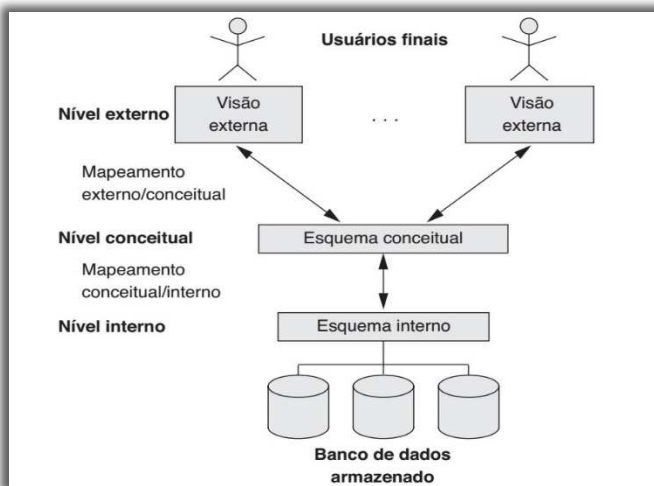 Usuários finais
Nível externo
Visão
externa
. . .
Visão
externa
Mapeamento
externo/conceitual
Nível conceitual
Esquema conceitual
Mapeamento
conceitual/interno
Nível interno
Esquema interno
Banco de dados
armazenado